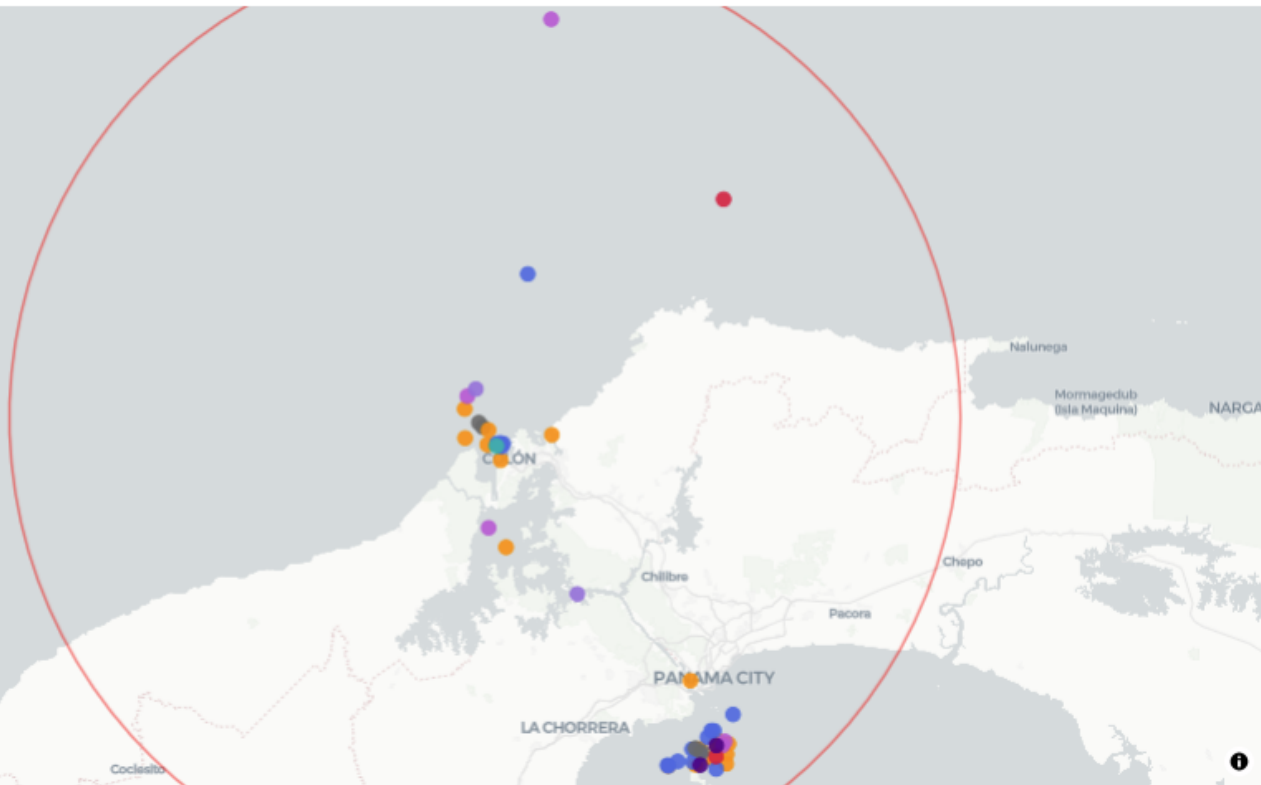 Nalunega
Mormagedub
(Isla Maquina)
NARGA
COLÓN
Chepo
Chilibre
Pacora
PANAMA CITY
LA CHORRERA
Coclesito
i